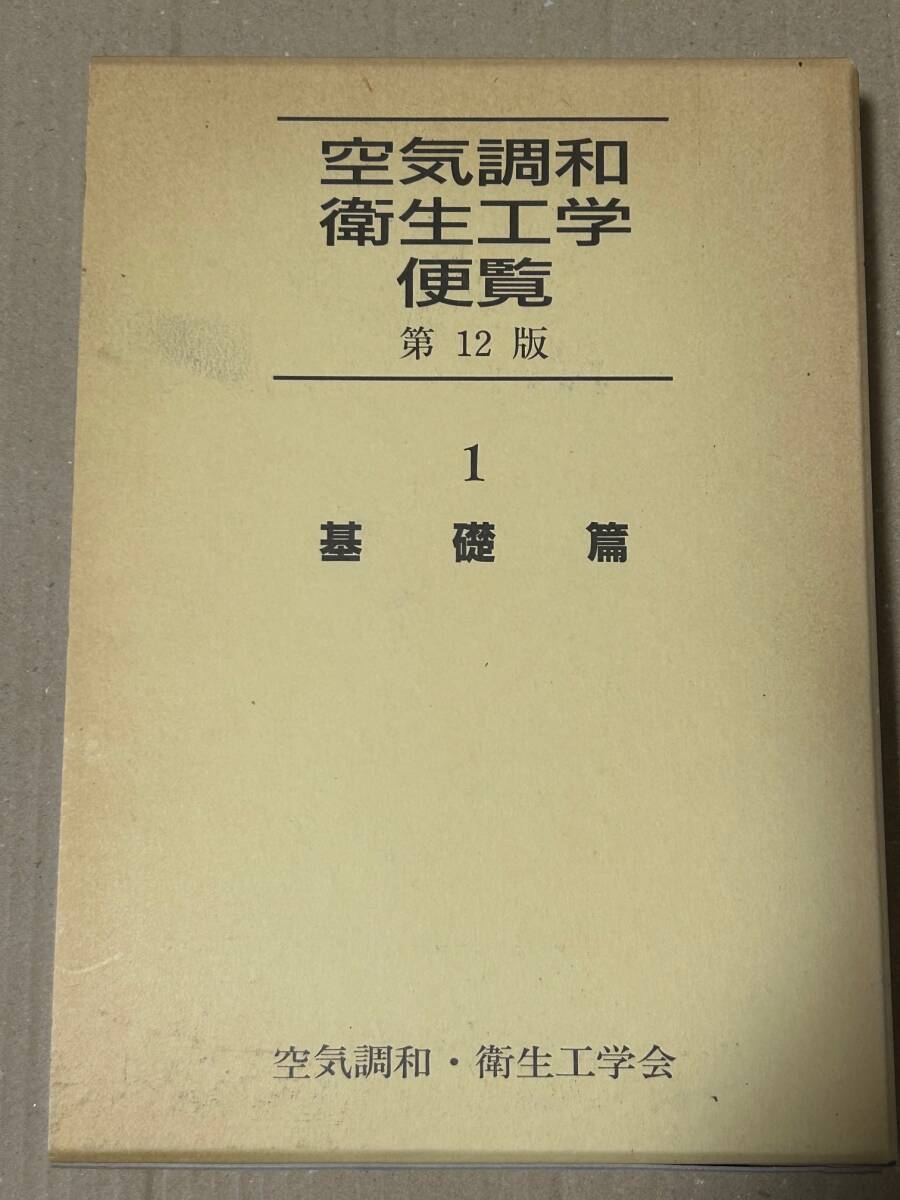 空気調和
衛生工学
便覧
第 12 版
1
基 礎 篇
空気調和・衛生工学会